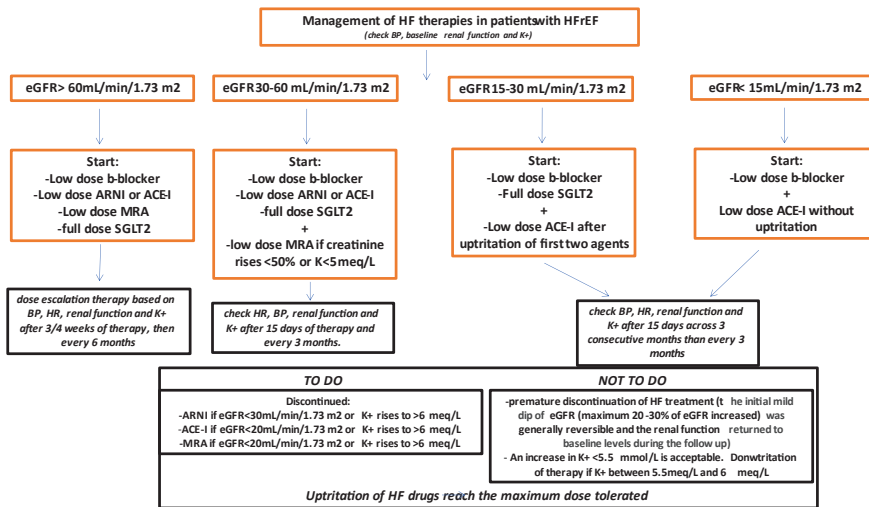 Management of HF therapies in patients with HFrEF
(check BP, baseline renal function and K+)
eGFR> 60mL/min/1.73 m2
eGFR30-60 mL/min/1.73 m2
eGFR15-30 mL/min/1.73 m2
eGFR< 15mL/min/1.73 m2
Start:
-Low dose b-blocker
-Low dose ARNI or ACE-I
-Low dose MRA
-full dose SGLT2
Start:
-Low dose b-blocker
-Low dose ARNI or ACE-I
-full dose SGLT2
+
-low dose MRA if creatinine
rises <50% or K<5meq/L
Start:
-Low dose b-blocker
-Full dose SGLT2
+
-Low dose ACE-I after
uptritation of first two agents
Start:
-Low dose b-blocker
+
Low dose ACE-I without
uptritation
dose escalation therapy based on
BP, HR, renal function and K+
after 3/4 weeks of therapy, then
every 6 months
check HR, BP, renal function and
K+ after 15 days of therapy and
every 3 months.
check BP, HR, renal function and
K+ after 15 days across 3
consecutive months than every 3
months
TO DO
Discontinued:
-ARNI if eGFR<30mL/min/1.73 m2 or K+ rises to >6 meq/L
-ACE-I if eGFR<20mL/min/1.73 m2 or K+ rises to >6 meq/L
-MRA if eGFR<20mL/min/1.73 m2 or K+ rises to >6 meq/L
NOT TO DO
-premature discontinuation of HF treatment (t he initial mild
dip of eGFR (maximum 20-30% of eGFR increased) was
generally reversible and the renal function returned to
baseline levels during the follow up)
- An increase in K+ <5.5 mmol/L is acceptable. Donwtritation
of therapy if K+ between 5.5meq/L and 6 meq/L
Uptritation of HF drugs reach the maximum dose tolerated